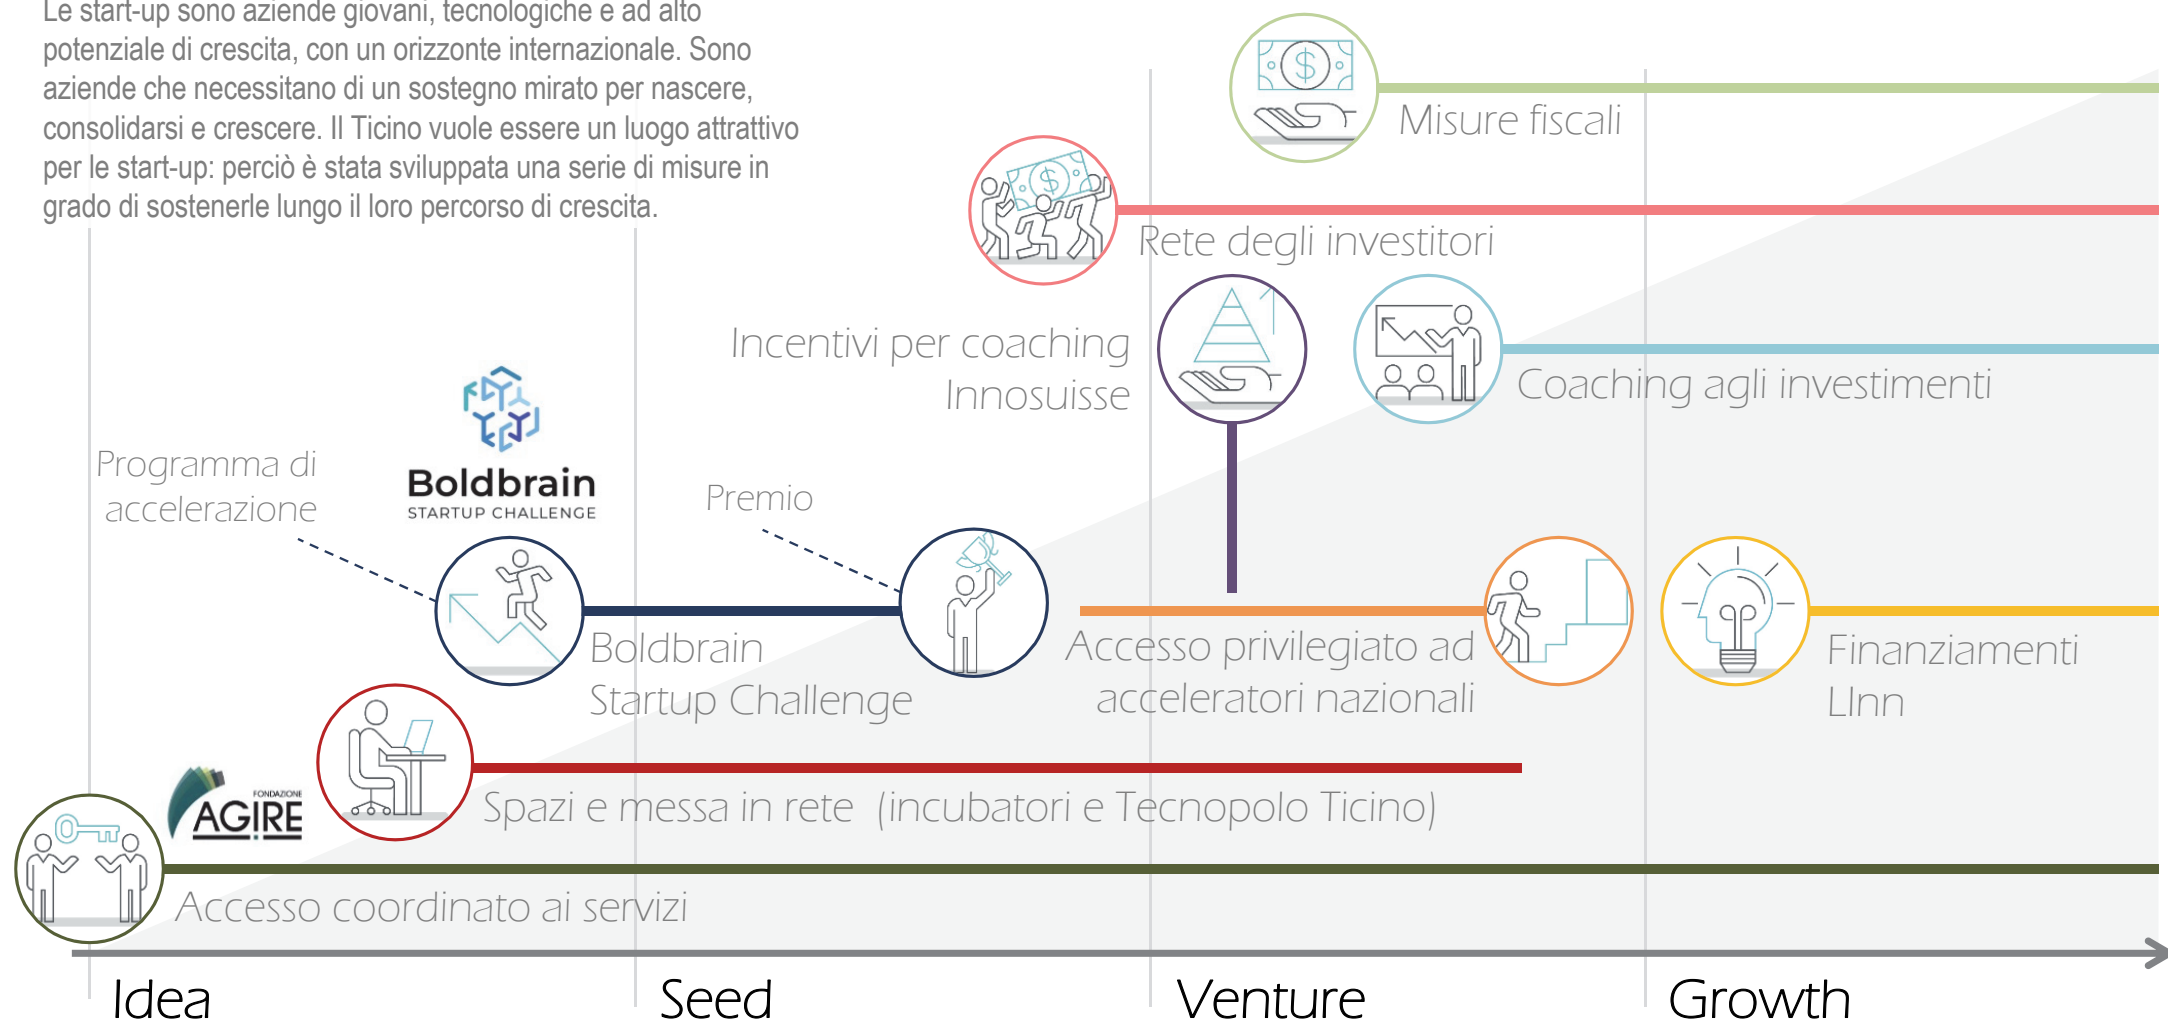 Le start-up sono aziende giovani, tecnologiche e ad alto
potenziale di crescita, con un orizzonte internazionale. Sono
aziende che necessitano di un sostegno mirato per nascere,
consolidarsi e crescere. Il Ticino vuole essere un luogo attrattivo
per le start-up: perciò è stata sviluppata una serie di misure in
grado di sostenerle lungo il loro percorso di crescita.
Misure fiscali
Rete degli investitori
Incentivi per coaching
Innosuisse
Coaching agli investimenti
Programma di
accelerazione
Boldbrain
STARTUP CHALLENGE
Premio
Boldbrain
Startup Challenge
Accesso privilegiato ad
acceleratori nazionali
Finanziamenti
LInn
FONDAZIONE
AGIRE
Spazi e messa in rete (incubatori e Tecnopolo Ticino)
Accesso coordinato ai servizi
Idea
Seed
Venture
Growth